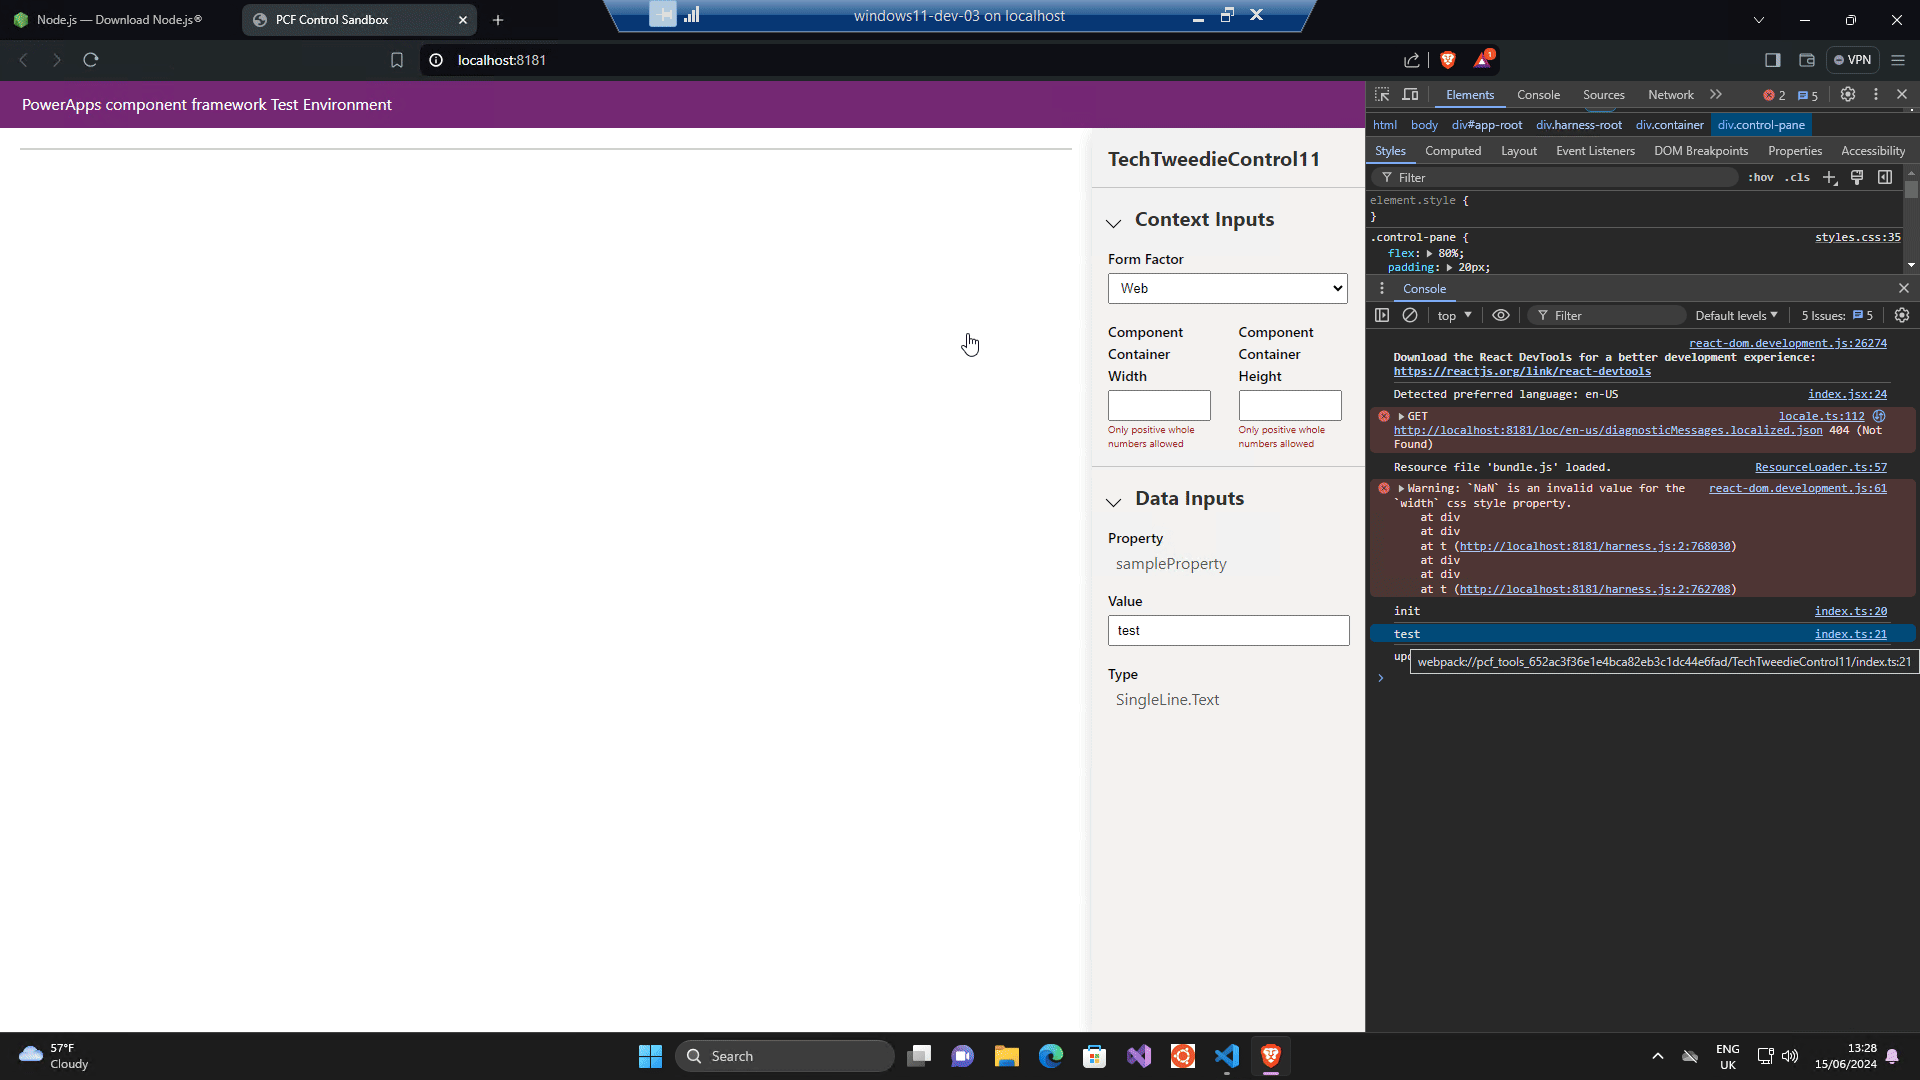 Node.js — Download Node.js®
PCF Control Sandbox
windows11-dev-03 on localhost
localhost:8181
1
VPN
PowerApps component framework Test Environment
TechTweedieControl11
Context Inputs
Form Factor
Web
Component Container Width
Component Container Height
Only positive whole numbers allowed
Only positive whole numbers allowed
Data Inputs
Property
sampleProperty
Value
test
Type
SingleLine.Text
Elements Console Sources Network 2 5
html body div#app-root div.harness-root div.container div.control-pane
Styles Computed Layout Event Listeners DOM Breakpoints Properties Accessibility
Filter :hov .cls
element.style {
}
.control-pane { styles.css:35
flex: 80%;
padding: 20px;
Console
top Filter Default levels 5 Issues: 5
react-dom.development.js:26274
Download the React DevTools for a better development experience:
https://reactjs.org/link/react-devtools
Detected preferred language: en-US index.jsx:24
GET locale.ts:112
http://localhost:8181/loc/en-us/diagnosticMessages.localized.json 404 (Not
Found)
Resource file 'bundle.js' loaded. ResourceLoader.ts:57
Warning: `NaN` is an invalid value for the react-dom.development.js:61
`width` css style property.
at div
at div
at t (http://localhost:8181/harness.js:2:768030)
at div
at div
at t (http://localhost:8181/harness.js:2:762708)
init index.ts:20
test index.ts:21
webpack://pcf_tools_652ac3f36e1e4bca82eb3c1dc44e6fad/TechTweedieControl11/index.ts:21
57°F
Cloudy
Search
ENG
UK
13:28
15/06/2024